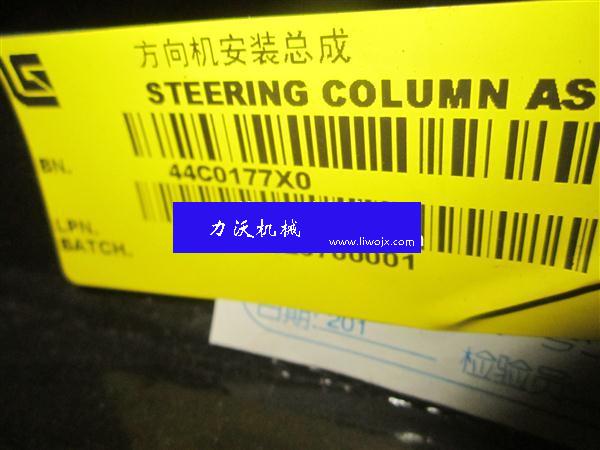 方向机安装总成
STEERING COLUMN AS
BN.
44C0177X0
LPN.
BATCH.
力沃机械
www.liwojx.com
0001
日期: 201
检验员